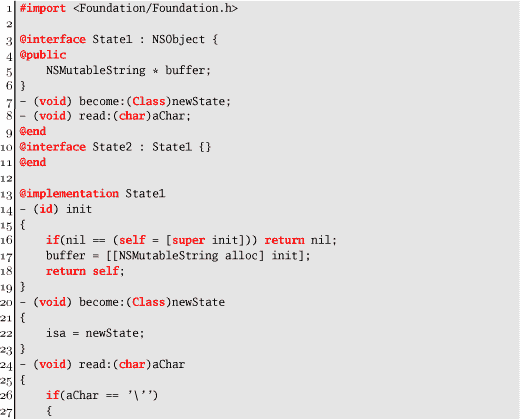 1 #import <Foundation/Foundation.h>
2
3 @interface State1 : NSObject {
4 @public
5     NSMutableString * buffer;
6 }
7 - (void) become:(Class)newState;
8 - (void) read:(char)aChar;
9 @end
10 @interface State2 : State1 {}
11 @end
12
13 @implementation State1
14 - (id) init
15 {
16     if(nil == (self = [super init])) return nil;
17     buffer = [[NSMutableString alloc] init];
18     return self;
19 }
20 - (void) become:(Class)newState
21 {
22     isa = newState;
23 }
24 - (void) read:(char)aChar
25 {
26     if(aChar == '\'')
27     {